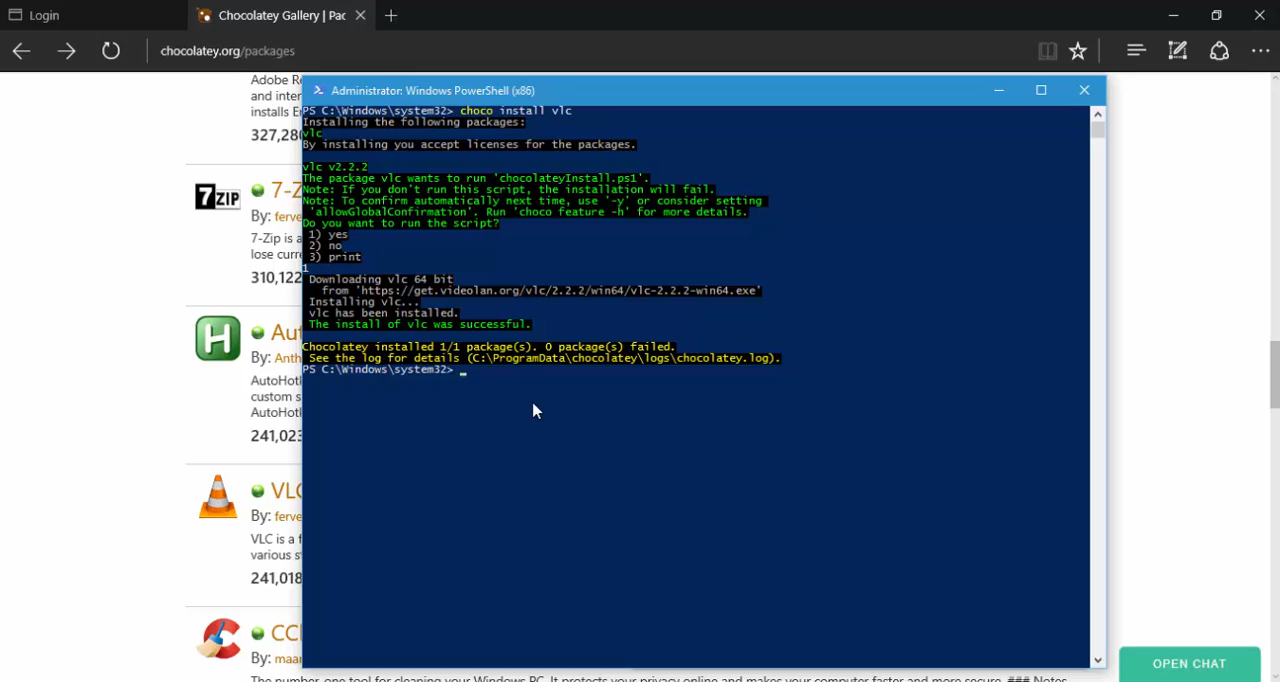 Login
Chocolatey Gallery | Pac
chocolatey.org/packages
Adobe Re
and inter
installs E
327,28
7ZIP
7-Z
By: ferve
7-Zip is a
lose curre
310,122
H
Aut
By: Anth
AutoHotk
custom s
AutoHotk
241,023
VLC
By: ferve
VLC is a f
various st
241,018
CC
By: maar
The number-one tool for cleaning your Windows PC. It protects your privacy online and makes your computer faster and more secure. ### Notes
Administrator: Windows PowerShell (x86)
PS C:\Windows\system32> choco install vlc
Installing the following packages:
vlc
By installing you accept licenses for the packages.
vlc v2.2.2
The package vlc wants to run 'chocolateyInstall.ps1'.
Note: If you don't run this script, the installation will fail.
Note: To confirm automatically next time, use '-y' or consider setting
'allowGlobalConfirmation'. Run 'choco feature -h' for more details.
Do you want to run the script?
1) yes
2) no
3) print
1
Downloading vlc 64 bit
from 'https://get.videolan.org/vlc/2.2.2/win64/vlc-2.2.2-win64.exe'
Installing vlc...
vlc has been installed.
The install of vlc was successful.
Chocolatey installed 1/1 package(s). 0 package(s) failed.
See the log for details (C:\ProgramData\chocolatey\logs\chocolatey.log).
PS C:\Windows\system32> _
OPEN CHAT